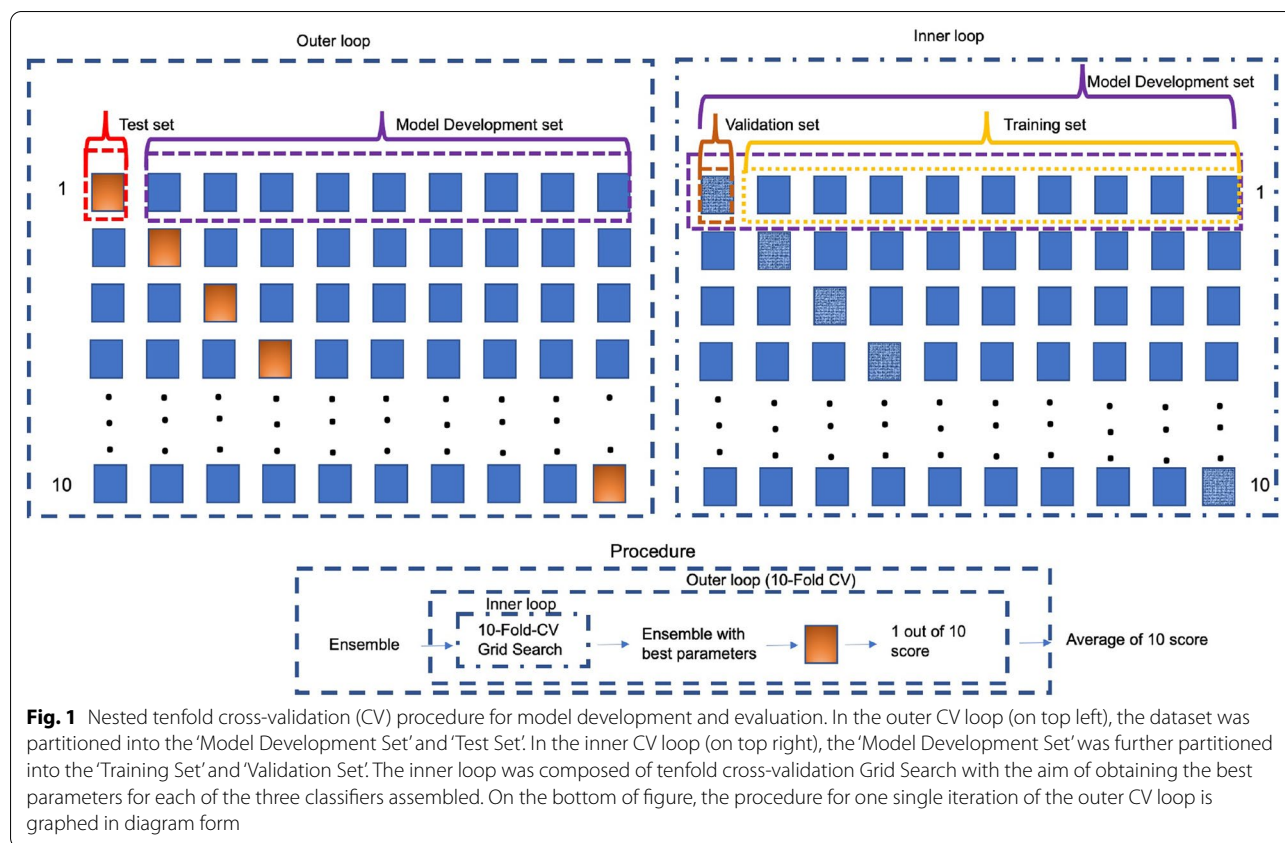 Outer loop
Test set
Model Development set
1
10
Inner loop
Model Development set
Validation set
Training set
1
10
Procedure
Outer loop (10-Fold CV)
Inner loop
Ensemble
10-Fold-CV
Grid Search
Ensemble with
best parameters
1 out of 10
score
Average of 10 score
Fig. 1 Nested tenfold cross-validation (CV) procedure for model development and evaluation. In the outer CV loop (on top left), the dataset was
partitioned into the ‘Model Development Set’ and ‘Test Set’. In the inner CV loop (on top right), the ‘Model Development Set’ was further partitioned
into the ‘Training Set’ and ‘Validation Set’. The inner loop was composed of tenfold cross-validation Grid Search with the aim of obtaining the best
parameters for each of the three classifiers assembled. On the bottom of figure, the procedure for one single iteration of the outer CV loop is
graphed in diagram form